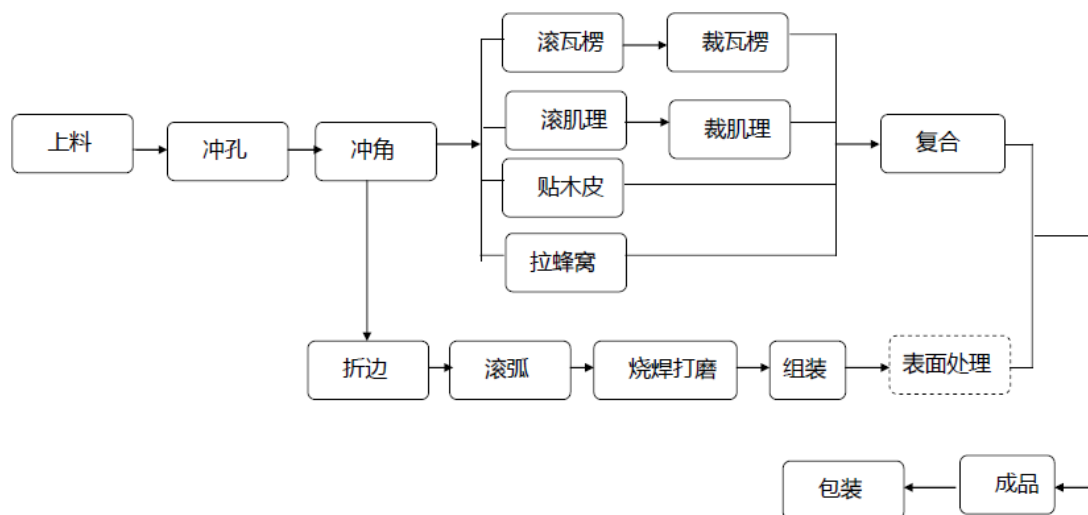 滚瓦楞
裁瓦楞
上料
冲孔
冲角
滚肌理
裁肌理
复合
贴木皮
拉蜂窝
折边
滚弧
烧焊打磨
组装
表面处理
包装
成品